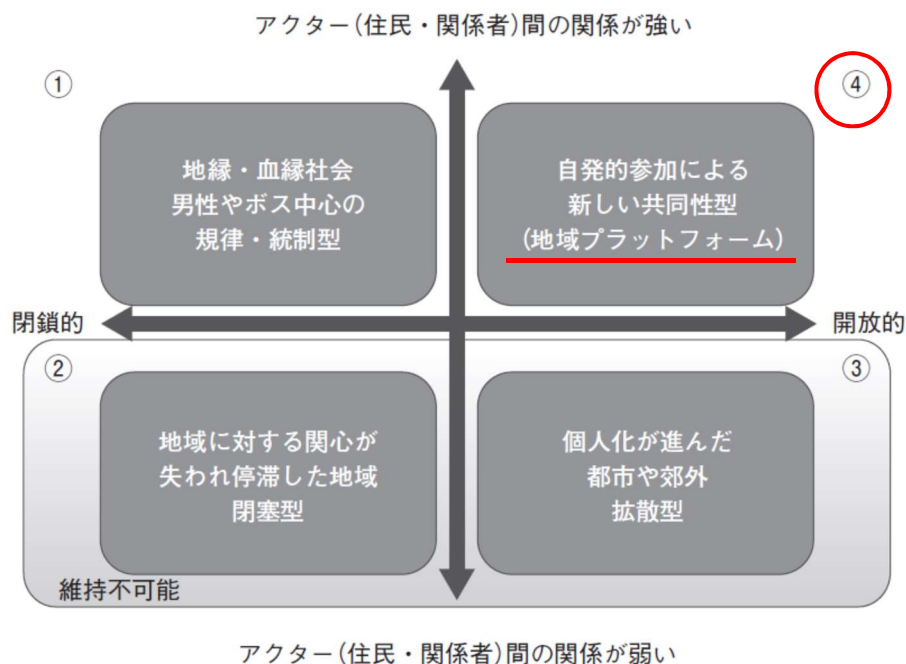 アクター(住民・関係者)間の関係が強い
①
④
地縁・血縁社会
男性やボス中心の
規律・統制型
自発的参加による
新しい共同性型
(地域プラットフォーム)
閉鎖的
開放的
②
③
地域に対する関心が
失われ停滞した地域
閉塞型
個人化が進んだ
都市や郊外
拡散型
維持不可能
アクター(住民・関係者)間の関係が弱い